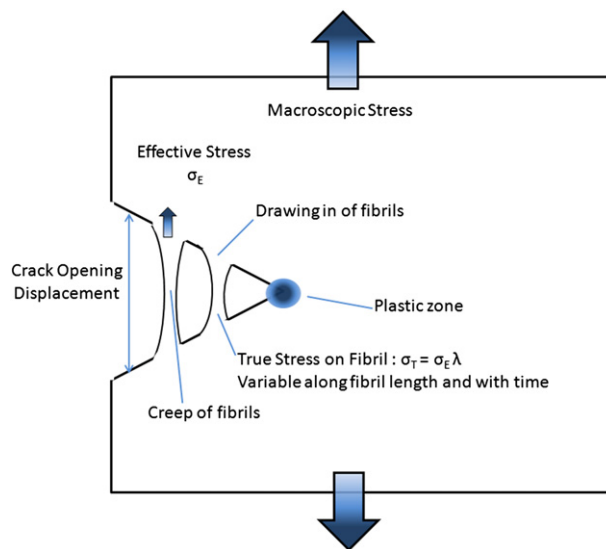 Macroscopic Stress
Effective Stress
σE
Drawing in of fibrils
Crack Opening
Displacement
Plastic zone
True Stress on Fibril : σT = σE λ
Variable along fibril length and with time
Creep of fibrils